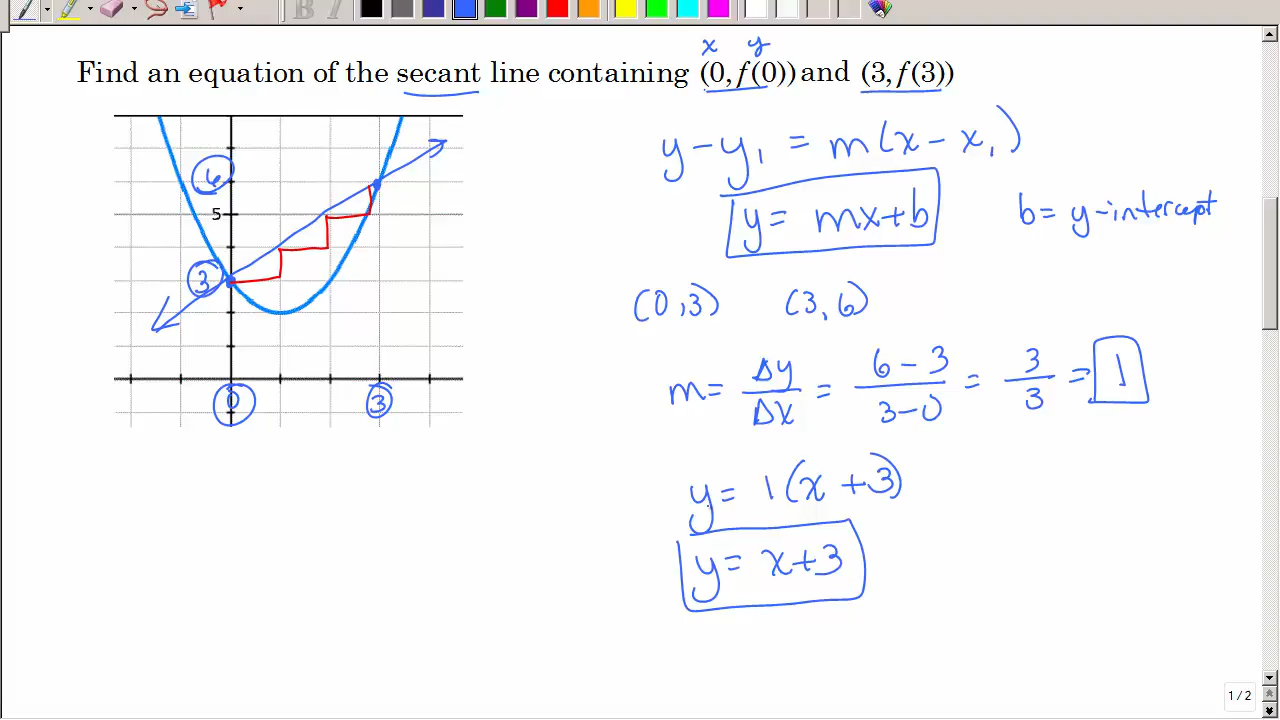 B I U
x y
Find an equation of the secant line containing (0, f(0)) and (3, f(3))
y - y₁ = m(x - x₁)
6
y = mx + b
b = y-intercept
5
3
(0,3) (3,6)
m = Δy/Δx = (6-3)/(3-0) = 3/3 = 1
0 3
y = 1(x + 3)
y = x + 3
1 / 2